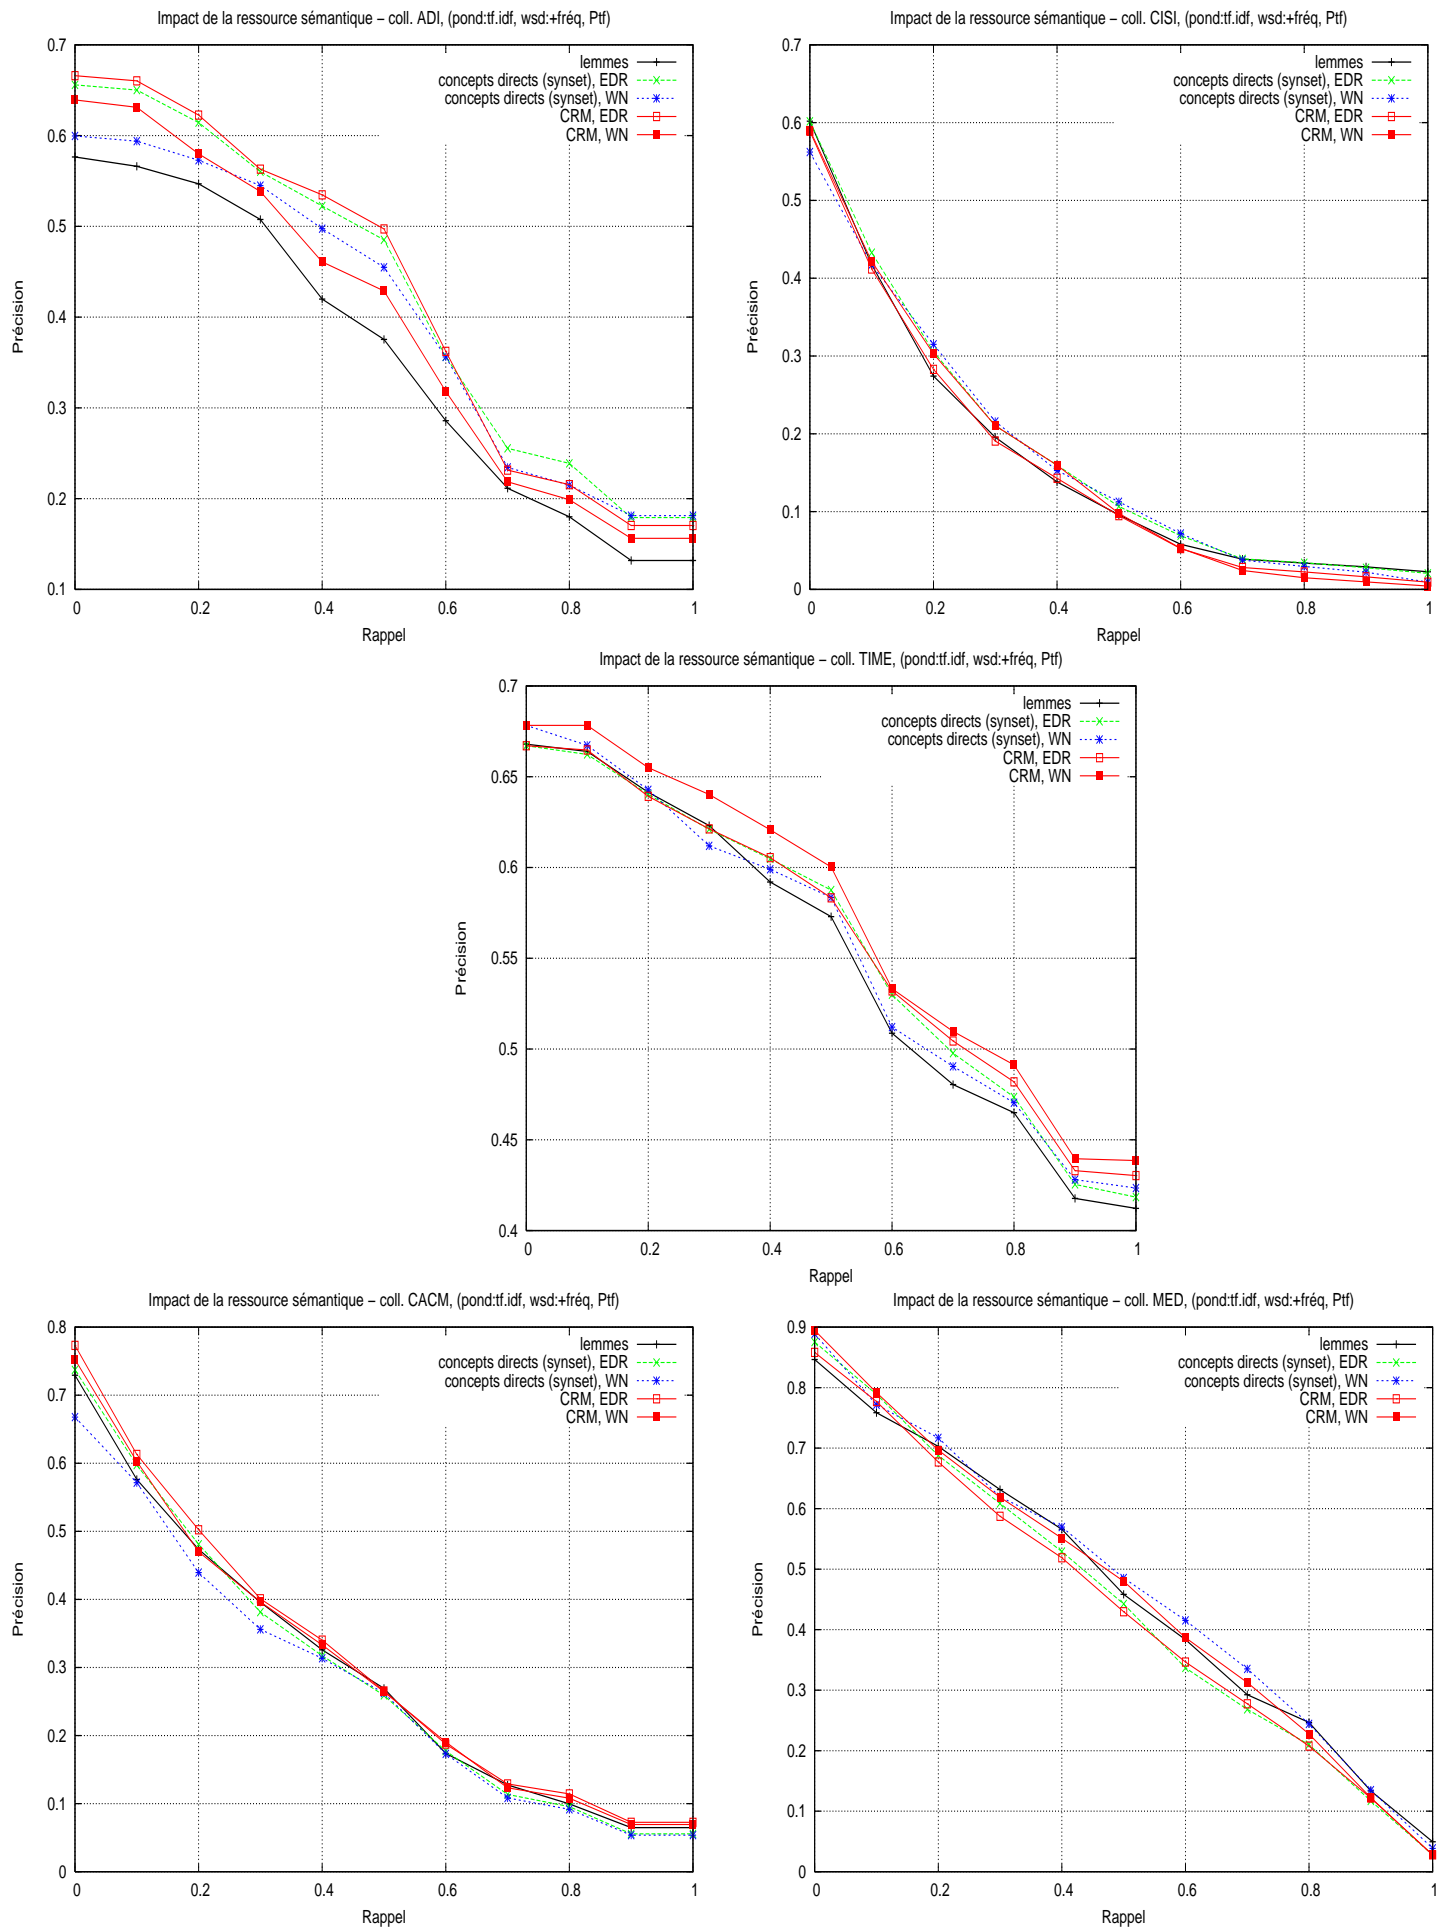 Impact de la ressource sémantique – coll. ADI, (pond:tf.idf, wsd:+fréq, Ptf)
lemmes
concepts directs (synset), EDR
concepts directs (synset), WN
CRM, EDR
CRM, WN
0.7
0.6
0.5
0.4
0.3
0.2
0.1
Précision
0 0.2 0.4 0.6 0.8 1
Rappel
Impact de la ressource sémantique – coll. CISI, (pond:tf.idf, wsd:+fréq, Ptf)
lemmes
concepts directs (synset), EDR
concepts directs (synset), WN
CRM, EDR
CRM, WN
0.7
0.6
0.5
0.4
0.3
0.2
0.1
0
Précision
0 0.2 0.4 0.6 0.8 1
Rappel
Impact de la ressource sémantique – coll. TIME, (pond:tf.idf, wsd:+fréq, Ptf)
lemmes
concepts directs (synset), EDR
concepts directs (synset), WN
CRM, EDR
CRM, WN
0.7
0.65
0.6
0.55
0.5
0.45
0.4
Précision
0 0.2 0.4 0.6 0.8 1
Rappel
Impact de la ressource sémantique – coll. CACM, (pond:tf.idf, wsd:+fréq, Ptf)
lemmes
concepts directs (synset), EDR
concepts directs (synset), WN
CRM, EDR
CRM, WN
0.8
0.7
0.6
0.5
0.4
0.3
0.2
0.1
0
Précision
0 0.2 0.4 0.6 0.8 1
Rappel
Impact de la ressource sémantique – coll. MED, (pond:tf.idf, wsd:+fréq, Ptf)
lemmes
concepts directs (synset), EDR
concepts directs (synset), WN
CRM, EDR
CRM, WN
0.9
0.8
0.7
0.6
0.5
0.4
0.3
0.2
0.1
0
Précision
0 0.2 0.4 0.6 0.8 1
Rappel